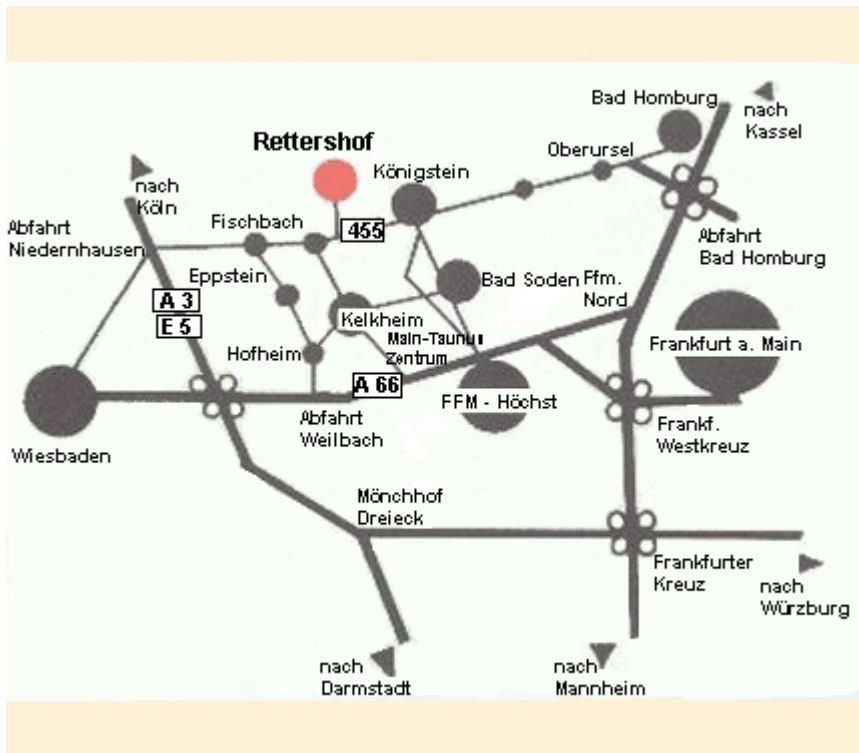 Bad Homburg
nach
Kassel
Rettershof
Oberursel
Königstein
nach
Köln
Fischbach
455
Abfahrt
Niedernhausen
Abfahrt
Bad Homburg
Eppstein
Bad Soden
Ffm.
Nord
A 3
E 5
Kelkheim
Main-Taunus
Zentrum
Frankfurt a. Main
Hofheim
A 66
FFM - Höchst
Abfahrt
Weilbach
Frankf.
Westkreuz
Wiesbaden
Mönchhof
Dreieck
Frankfurter
Kreuz
nach
Würzburg
nach
Darmstadt
nach
Mannheim